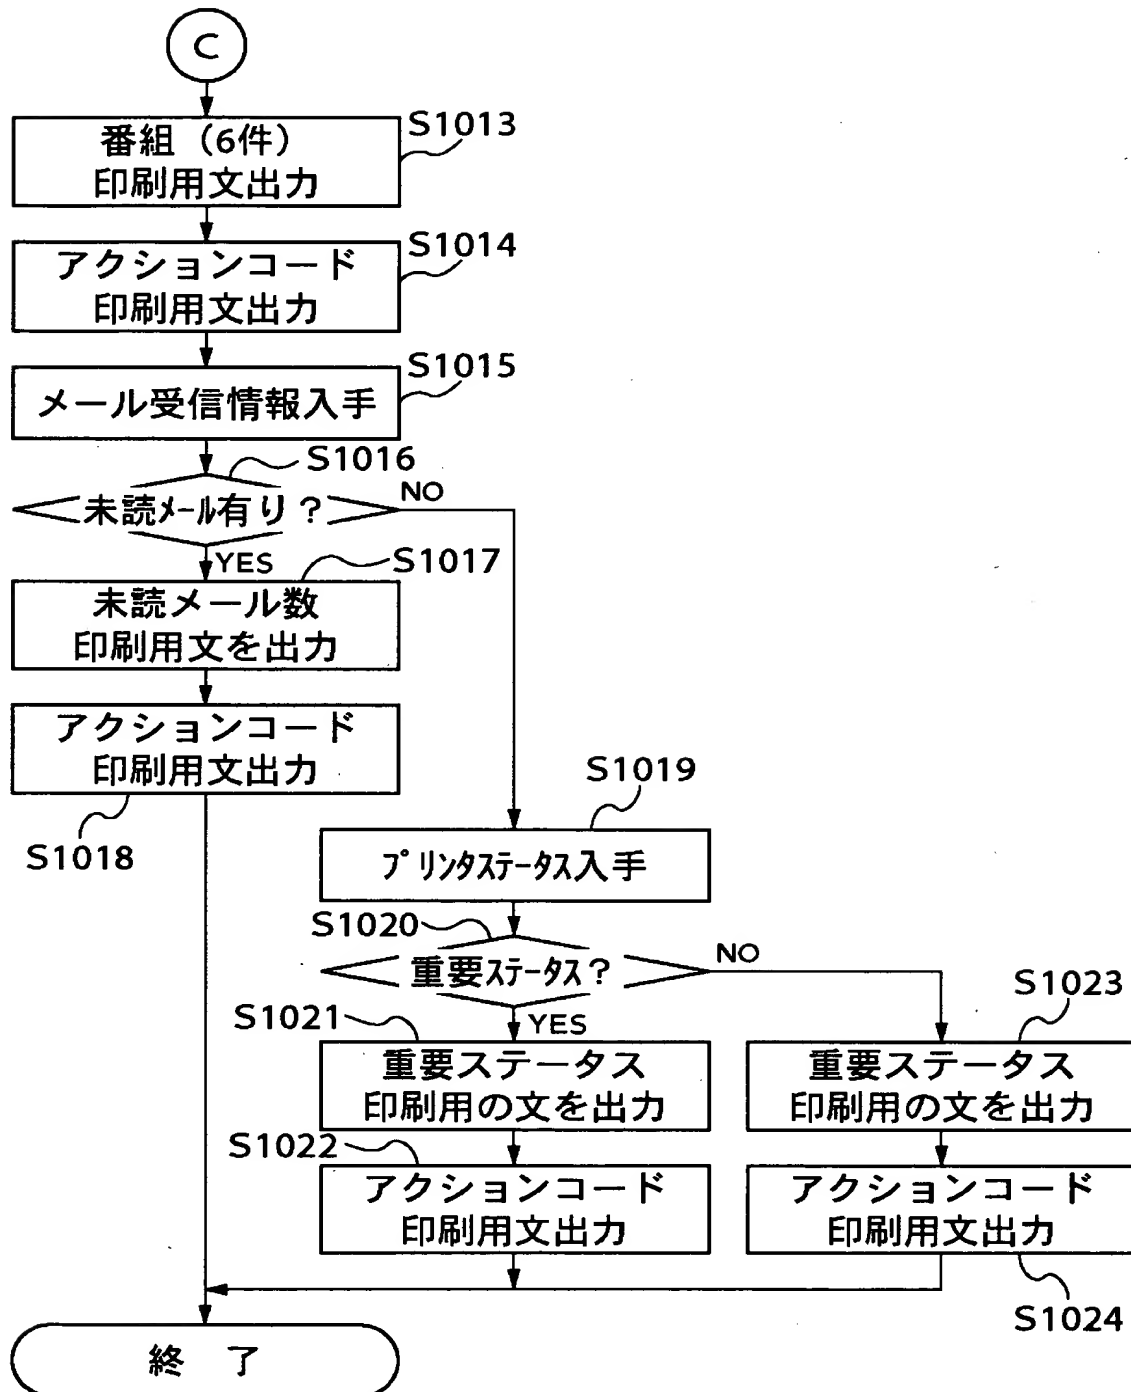 C
S1013
番組（6件）
印刷用文出力
S1014
アクションコード
印刷用文出力
S1015
メール受信情報入手
S1016
未読ﾒｰﾙ有り？
NO
YES
S1017
未読メール数
印刷用文を出力
アクションコード
印刷用文出力
S1018
S1019
ﾌﾟﾘﾝﾀｽﾃｰﾀｽ入手
S1020
重要ｽﾃｰﾀｽ？
NO
YES
S1021
重要ステータス
印刷用の文を出力
S1023
重要ステータス
印刷用の文を出力
S1022
アクションコード
印刷用文出力
アクションコード
印刷用文出力
S1024
終　了